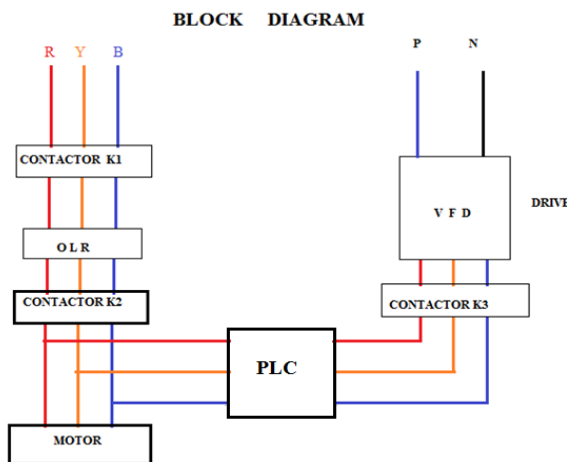 BLOCK DIAGRAM
R Y B
P N
CONTACTOR K1
O L R
CONTACTOR K2
V F D
DRIVE
CONTACTOR K3
PLC
MOTOR